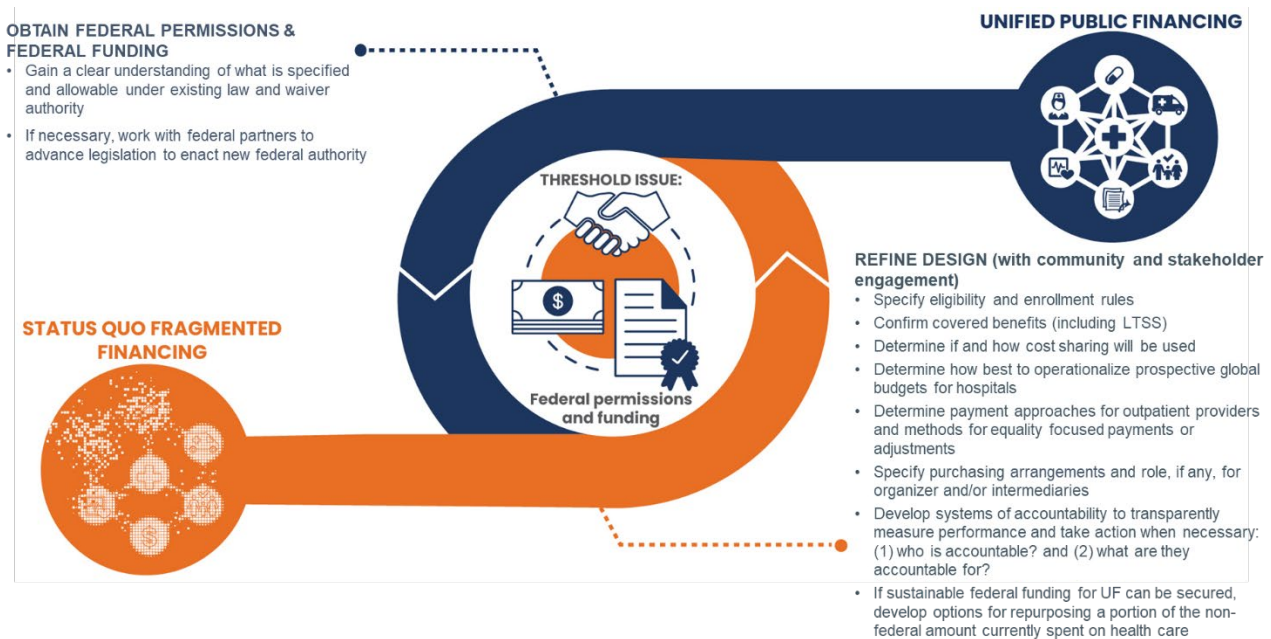 OBTAIN FEDERAL PERMISSIONS &
FEDERAL FUNDING
• Gain a clear understanding of what is specified
and allowable under existing law and waiver
authority
• If necessary, work with federal partners to
advance legislation to enact new federal authority
UNIFIED PUBLIC FINANCING
THRESHOLD ISSUE:
$
Federal permissions
and funding
STATUS QUO FRAGMENTED
FINANCING
$
REFINE DESIGN (with community and stakeholder
engagement)
• Specify eligibility and enrollment rules
• Confirm covered benefits (including LTSS)
• Determine if and how cost sharing will be used
• Determine how best to operationalize prospective global
budgets for hospitals
• Determine payment approaches for outpatient providers
and methods for equality focused payments or
adjustments
• Specify purchasing arrangements and role, if any, for
organizer and/or intermediaries
• Develop systems of accountability to transparently
measure performance and take action when necessary:
(1) who is accountable? and (2) what are they
accountable for?
• If sustainable federal funding for UF can be secured,
develop options for repurposing a portion of the non-
federal amount currently spent on health care